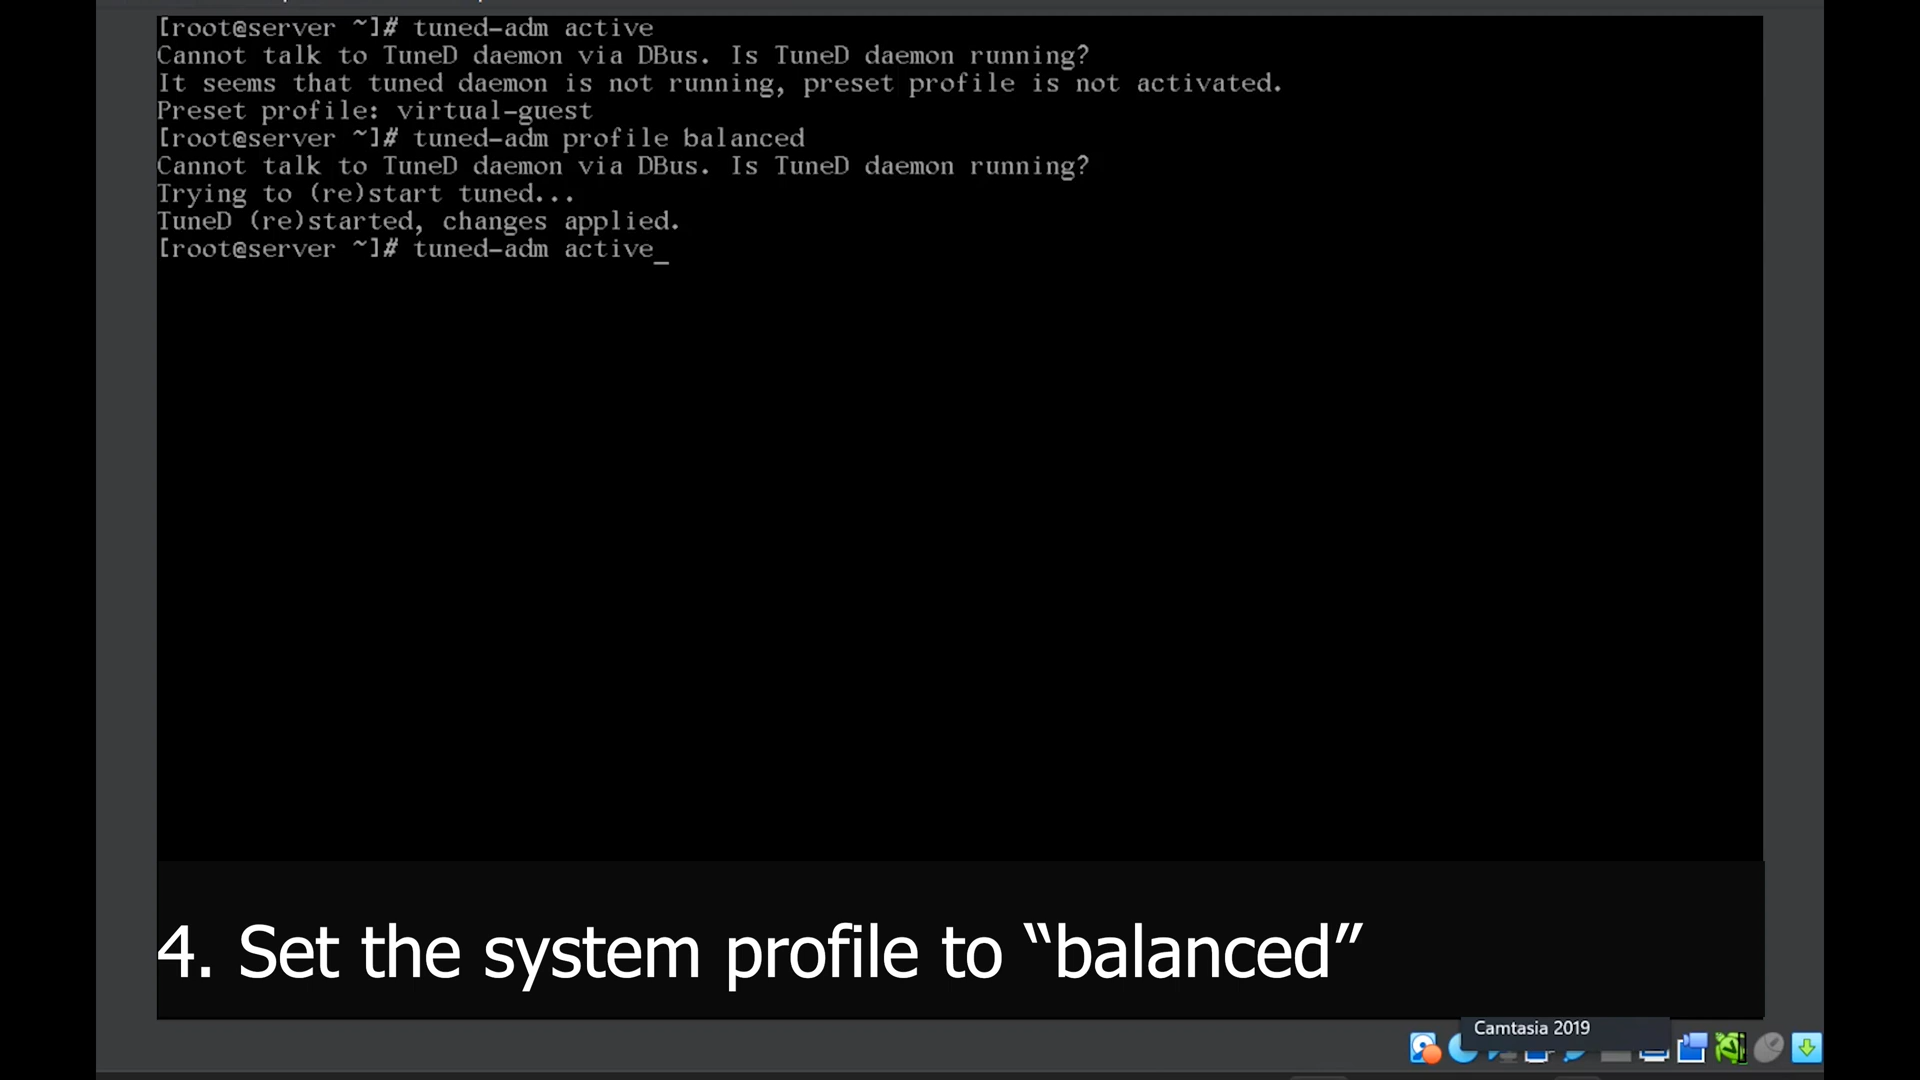 [root@server ~]# tuned-adm active
Cannot talk to TuneD daemon via DBus. Is TuneD daemon running?
It seems that tuned daemon is not running, preset profile is not activated.
Preset profile: virtual-guest
[root@server ~]# tuned-adm profile balanced
Cannot talk to TuneD daemon via DBus. Is TuneD daemon running?
Trying to (re)start tuned...
TuneD (re)started, changes applied.
[root@server ~]# tuned-adm active_
4. Set the system profile to “balanced”
Camtasia 2019